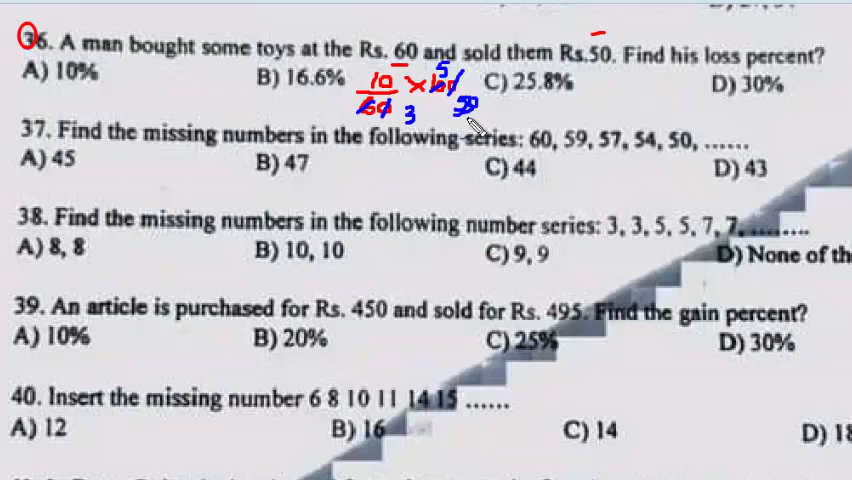 36. A man bought some toys at the Rs. 60 and sold them Rs.50. Find his loss percent?
A) 10% B) 16.6% C) 25.8% D) 30%
10
60 3 50
37. Find the missing numbers in the following series: 60, 59, 57, 54, 50, ......
A) 45 B) 47 C) 44 D) 43
38. Find the missing numbers in the following number series: 3, 3, 5, 5, 7, 7, .........
A) 8, 8 B) 10, 10 C) 9, 9 D) None of th
39. An article is purchased for Rs. 450 and sold for Rs. 495. Find the gain percent?
A) 10% B) 20% C) 25% D) 30%
40. Insert the missing number 6 8 10 11 14 15 ......
A) 12 B) 16 C) 14 D) 18